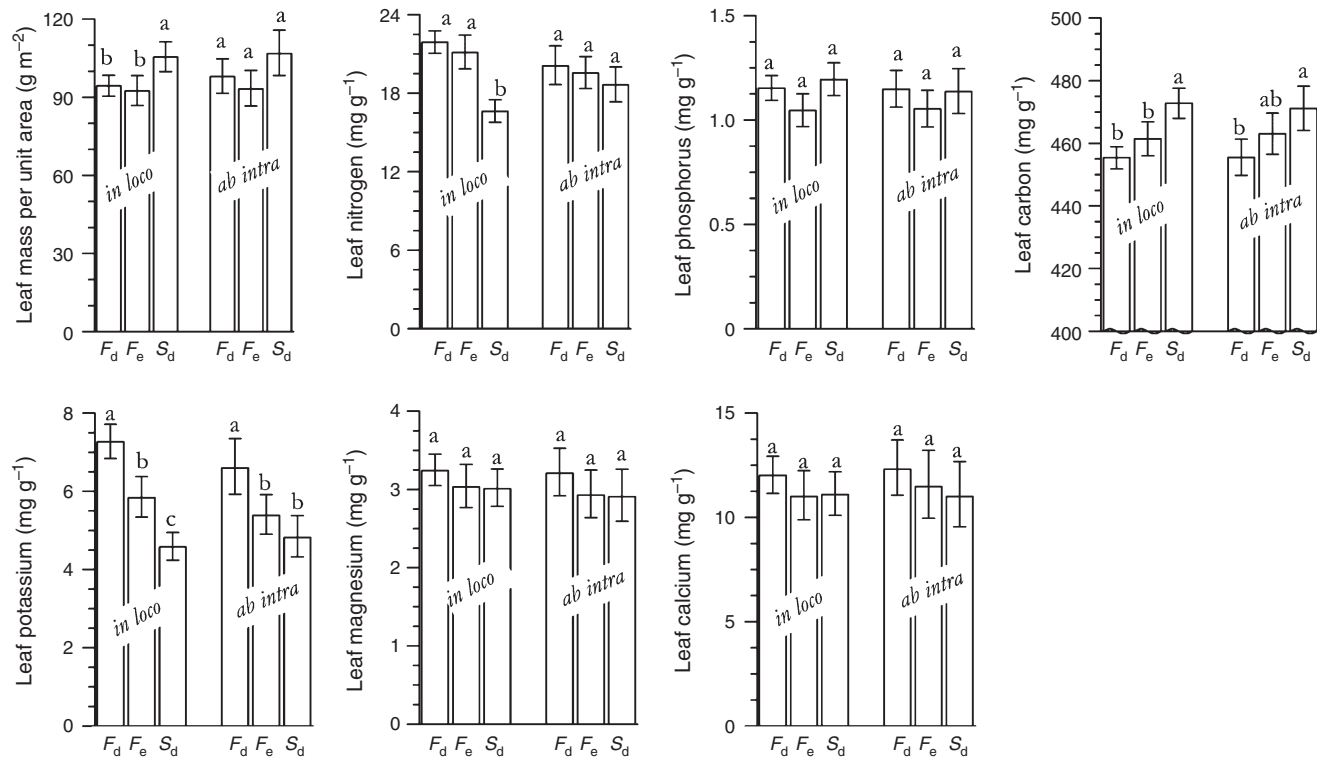 Leaf mass per unit area (g m⁻²)
120
90
60
30
0
b b a a a a
in loco ab intra
Fd Fe Sd Fd Fe Sd
Leaf nitrogen (mg g⁻¹)
24
18
12
6
0
a a b a a a
in loco ab intra
Fd Fe Sd Fd Fe Sd
Leaf phosphorus (mg g⁻¹)
1.5
1.0
0.5
0
a a a a a a
in loco ab intra
Fd Fe Sd Fd Fe Sd
Leaf carbon (mg g⁻¹)
500
480
460
440
420
400
b b a b ab a
in loco ab intra
Fd Fe Sd Fd Fe Sd
Leaf potassium (mg g⁻¹)
8
6
4
2
0
a b c a b b
in loco ab intra
Fd Fe Sd Fd Fe Sd
Leaf magnesium (mg g⁻¹)
4
3
2
1
0
a a a a a a
in loco ab intra
Fd Fe Sd Fd Fe Sd
Leaf calcium (mg g⁻¹)
15
10
5
0
a a a a a a
in loco ab intra
Fd Fe Sd Fd Fe Sd